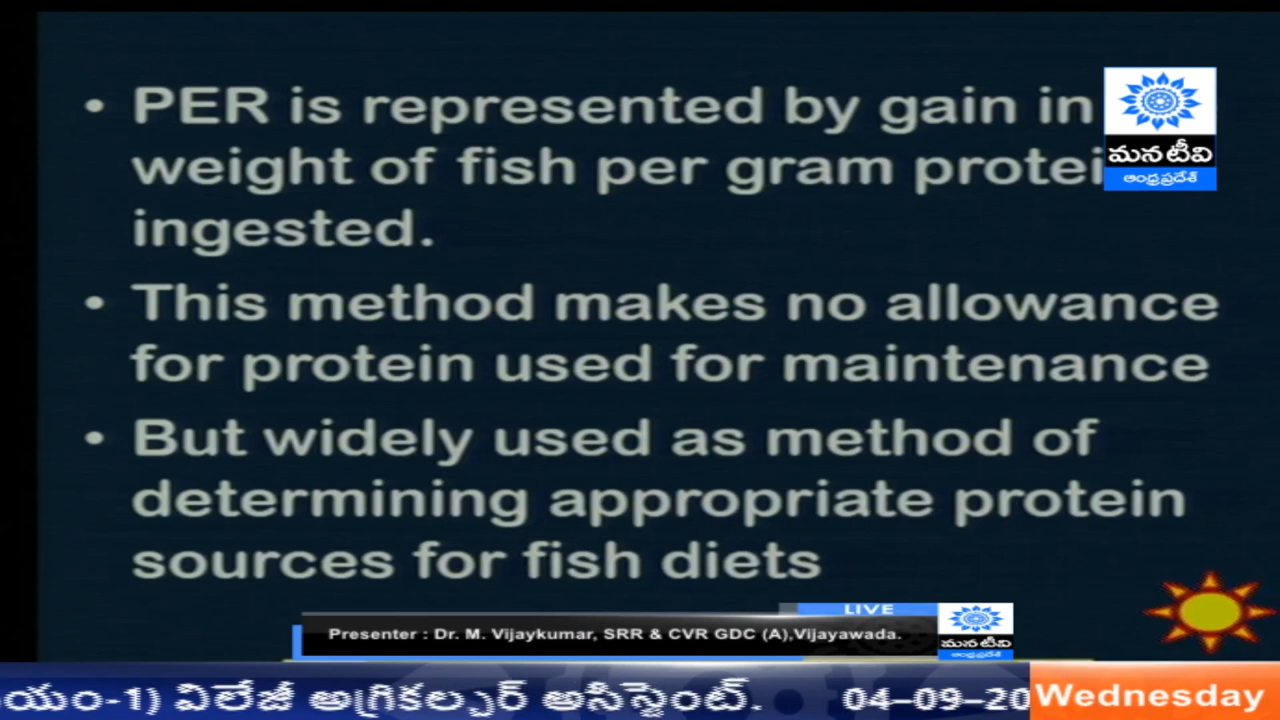 • PER is represented by gain in
weight of fish per gram protei
ingested.
• This method makes no allowance
for protein used for maintenance
• But widely used as method of
determining appropriate protein
sources for fish diets
మన టీవి
ఆంధ్రప్రదేశ్
LIVE
Presenter : Dr. M. Vijaykumar, SRR & CVR GDC (A),Vijayawada.
మన టీవి
ఆంధ్రప్రదేశ్
యం-1) విలేజీ అగ్రికల్చర్ అసిస్టెంట్. 04-09-20 Wednesday